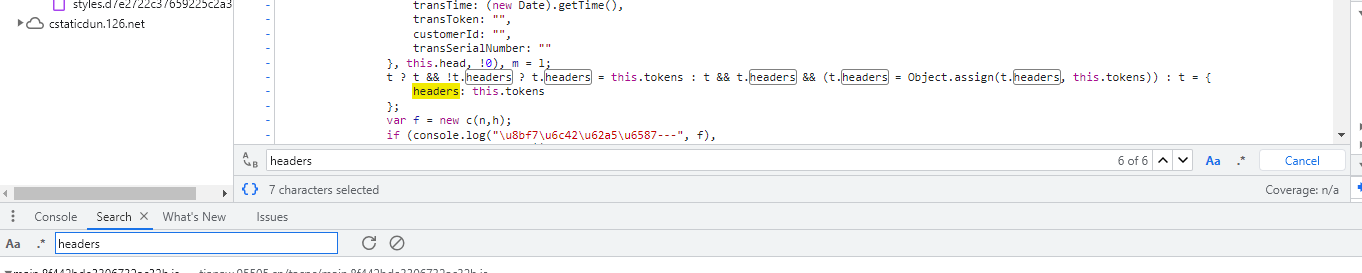 styles.d7e2722c37659225c2a3
cstaticdun.126.net
transTime: (new Date).getTime(),
transToken: "",
customerId: "",
transSerialNumber: ""
}, this.head, !0), m = l;
t ? t && !t.headers ? t.headers = this.tokens : t && t.headers && (t.headers = Object.assign(t.headers, this.tokens)) : t = {
headers: this.tokens
};
var f = new c(n,h);
if (console.log("\u8bf7\u6c42\u62a5\u6587---", f),
headers
6 of 6
Aa
.*
Cancel
{}
7 characters selected
Coverage: n/a
Console
Search
What's New
Issues
Aa
.*
headers